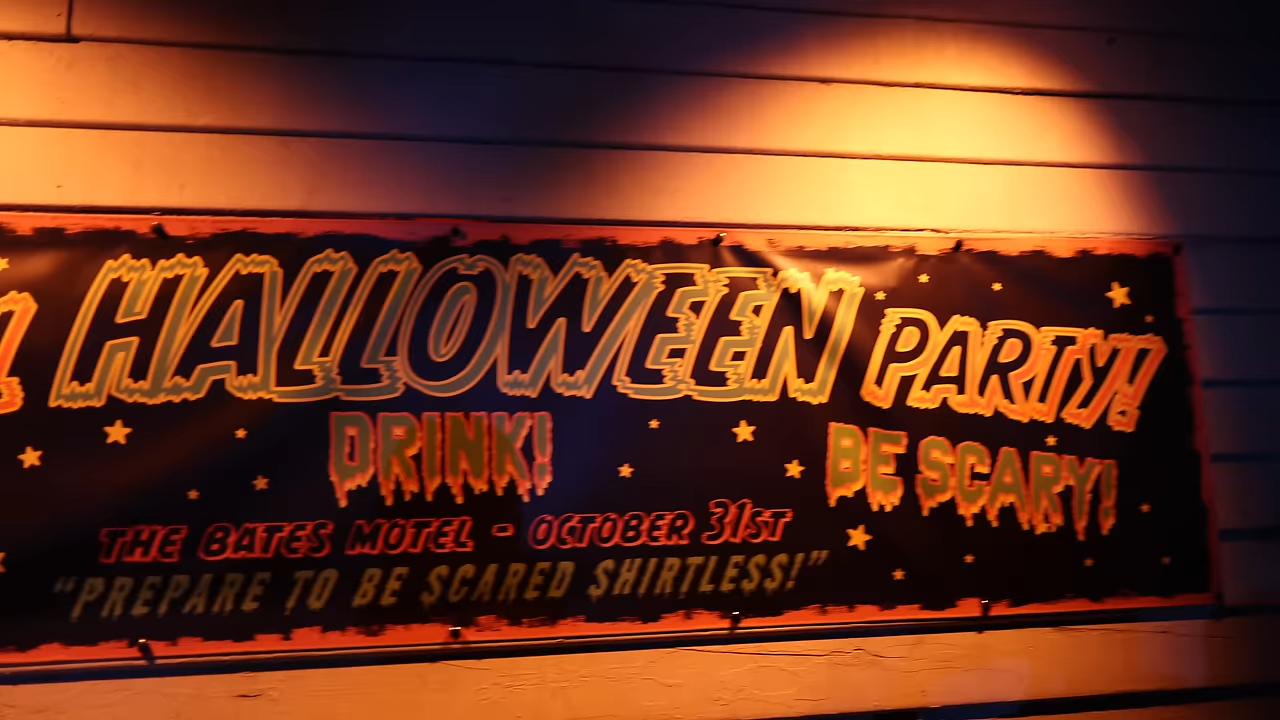 HALLOWEEN PARTY!
DRINK! BE SCARY!
THE BATES MOTEL - OCTOBER 31ST
"PREPARE TO BE SCARED SHIRTLESS!"